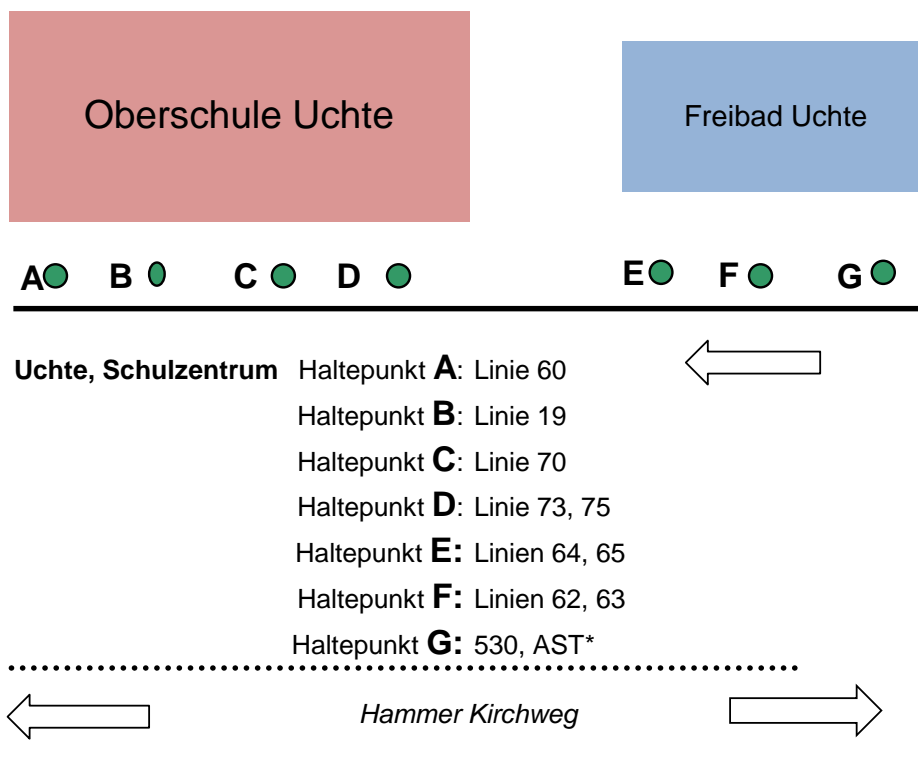 Oberschule Uchte
Freibad Uchte
A B C D E F G
Uchte, Schulzentrum Haltepunkt A: Linie 60
Haltepunkt B: Linie 19
Haltepunkt C: Linie 70
Haltepunkt D: Linie 73, 75
Haltepunkt E: Linien 64, 65
Haltepunkt F: Linien 62, 63
Haltepunkt G: 530, AST*
Hammer Kirchweg